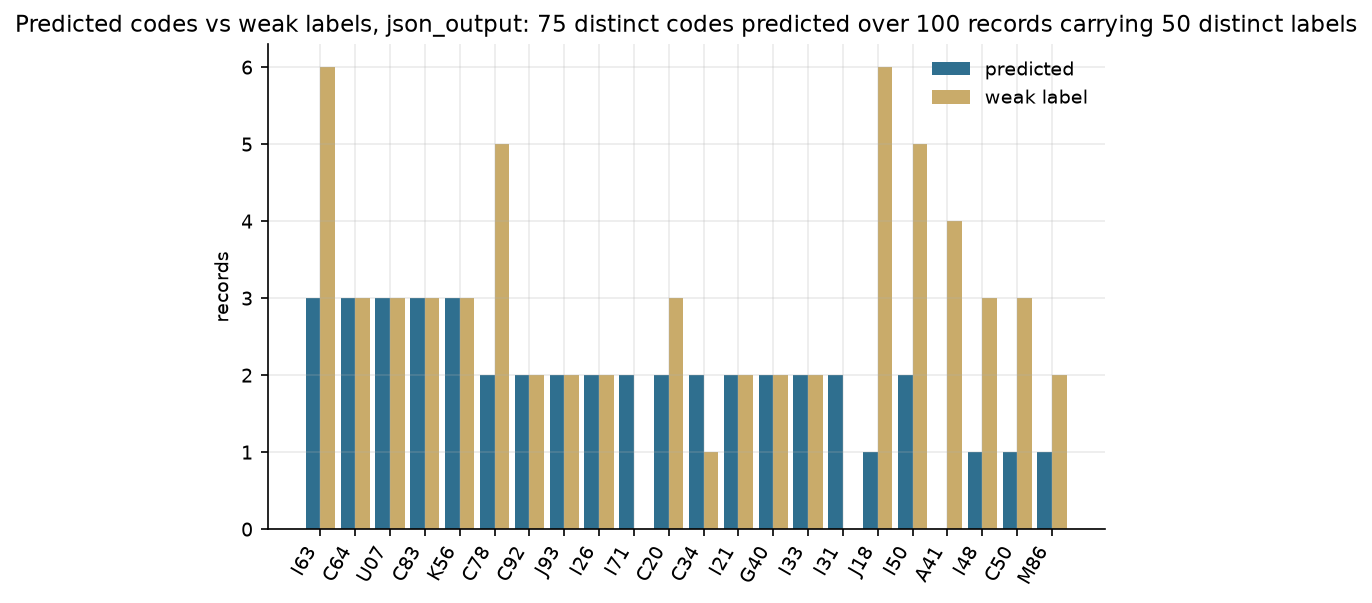 Predicted codes vs weak labels, json_output: 75 distinct codes predicted over 100 records carrying 50 distinct labels
predicted
weak label
records
6
5
4
3
2
1
0
I63
C64
U07
C83
K56
C78
C92
J93
I26
I71
C20
C34
I21
G40
I33
I31
J18
I50
A41
I48
C50
M86